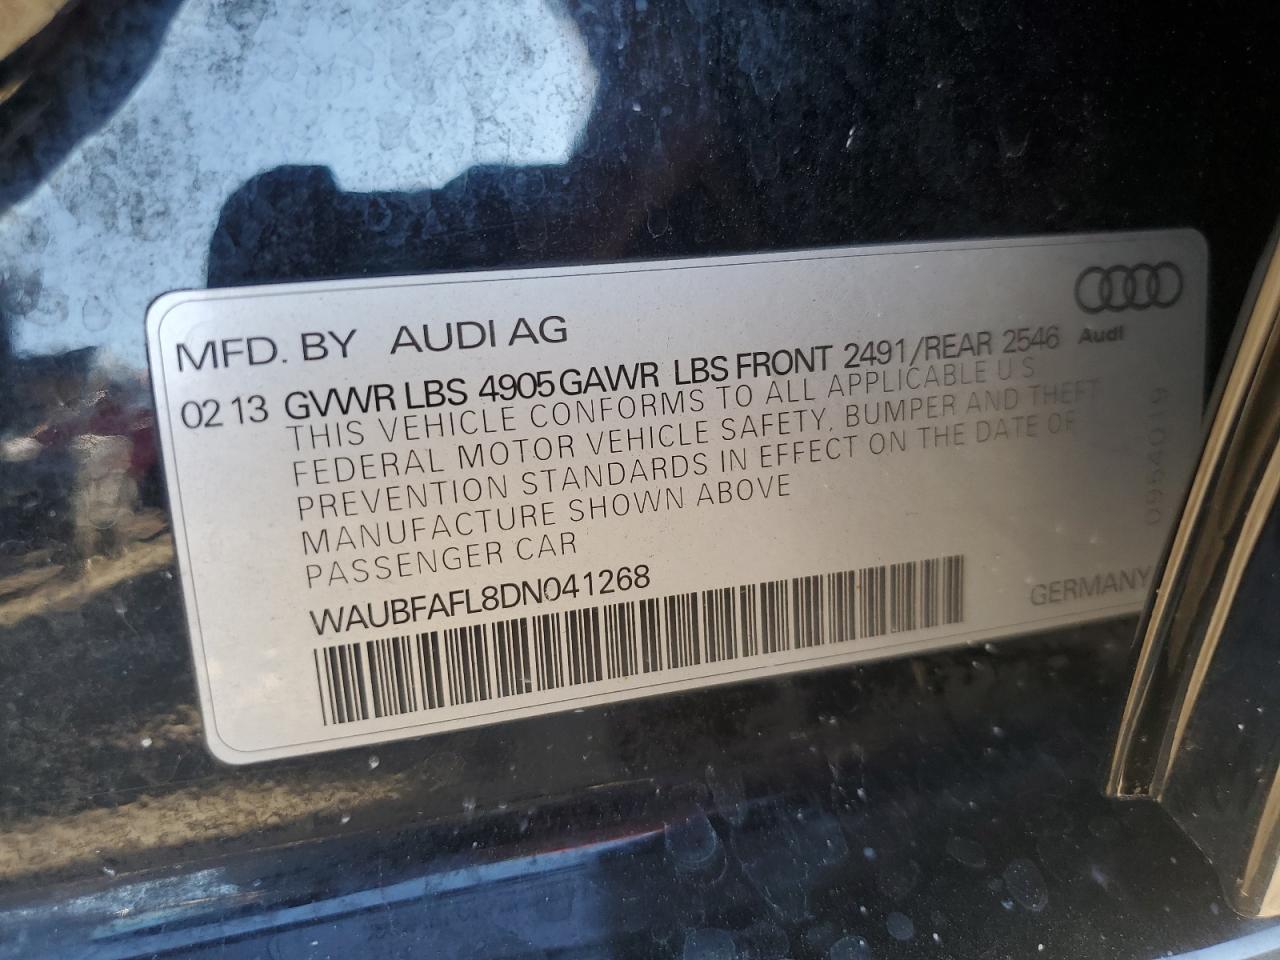 MFD. BY AUDI AG
Audi
02 13 GVWR LBS 4905 GAWR LBS FRONT 2491/REAR 2546
THIS VEHICLE CONFORMS TO ALL APPLICABLE U S
FEDERAL MOTOR VEHICLE SAFETY, BUMPER AND THEFT
PREVENTION STANDARDS IN EFFECT ON THE DATE OF
MANUFACTURE SHOWN ABOVE
PASSENGER CAR
WAUBFAFL8DN041268
GERMANY